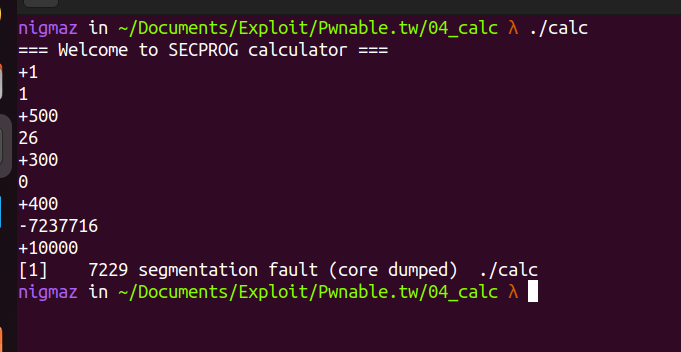 nigmaz in ~/Documents/Exploit/Pwnable.tw/04_calc λ ./calc
=== Welcome to SECPROG calculator ===
+1
1
+500
26
+300
0
+400
-7237716
+10000
[1]    7229 segmentation fault (core dumped)  ./calc
nigmaz in ~/Documents/Exploit/Pwnable.tw/04_calc λ